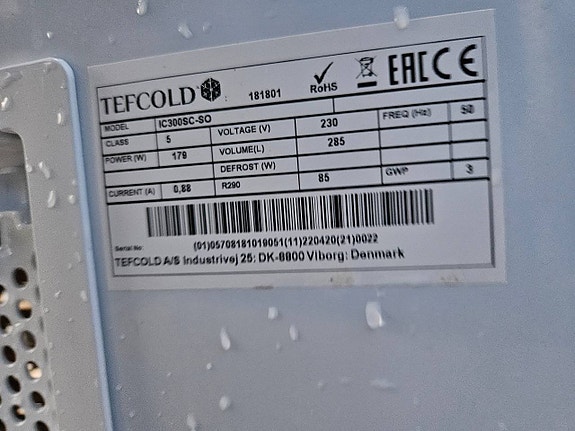 TEFCOLD : 181801 RoHS EAC CE
MODEL IC300SC-SO
CLASS 5 VOLTAGE (V) 230 FREQ (Hz) 50
POWER (W) 179 VOLUME(L) 285
DEFROST (W)
CURRENT (A) 0,88 R290 85 GWP 3
Serial No: (01)05708181019051(11)220420(21)0022
TEFCOLD A/S Industrivej 25; DK-8800 Viborg; Denmark